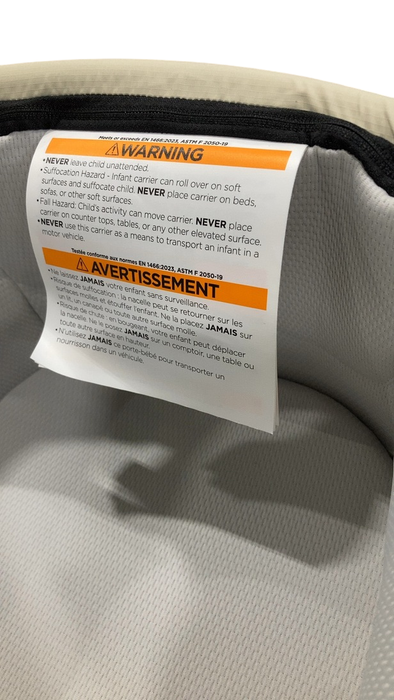 Meets or exceeds EN 1466:2023, ASTM F 2050-19
⚠WARNING
•NEVER leave child unattended.
•Suffocation Hazard - Infant carrier can roll over on soft
surfaces and suffocate child. NEVER place carrier on beds,
sofas, or other soft surfaces.
•Fall Hazard: Child's activity can move carrier. NEVER place
carrier on counter tops, tables, or any other elevated surface.
•NEVER use this carrier as a means to transport an infant in a
motor vehicle.
Testée conforme aux normes EN 1466:2023, ASTM F 2050-19
⚠ AVERTISSEMENT
•Ne laissez JAMAIS votre enfant sans surveillance.
•Risque de suffocation : la nacelle peut se retourner sur les
surfaces molles et étouffer l'enfant. Ne la placez JAMAIS sur
un lit, un canapé ou toute autre surface molle.
•Risque de chute : en bougeant, votre enfant peut déplacer
la nacelle. Ne le posez JAMAIS sur un comptoir, une table ou
toute autre surface en hauteur.
•N'utilisez JAMAIS ce porte-bébé pour transporter un
nourrisson dans un véhicule.